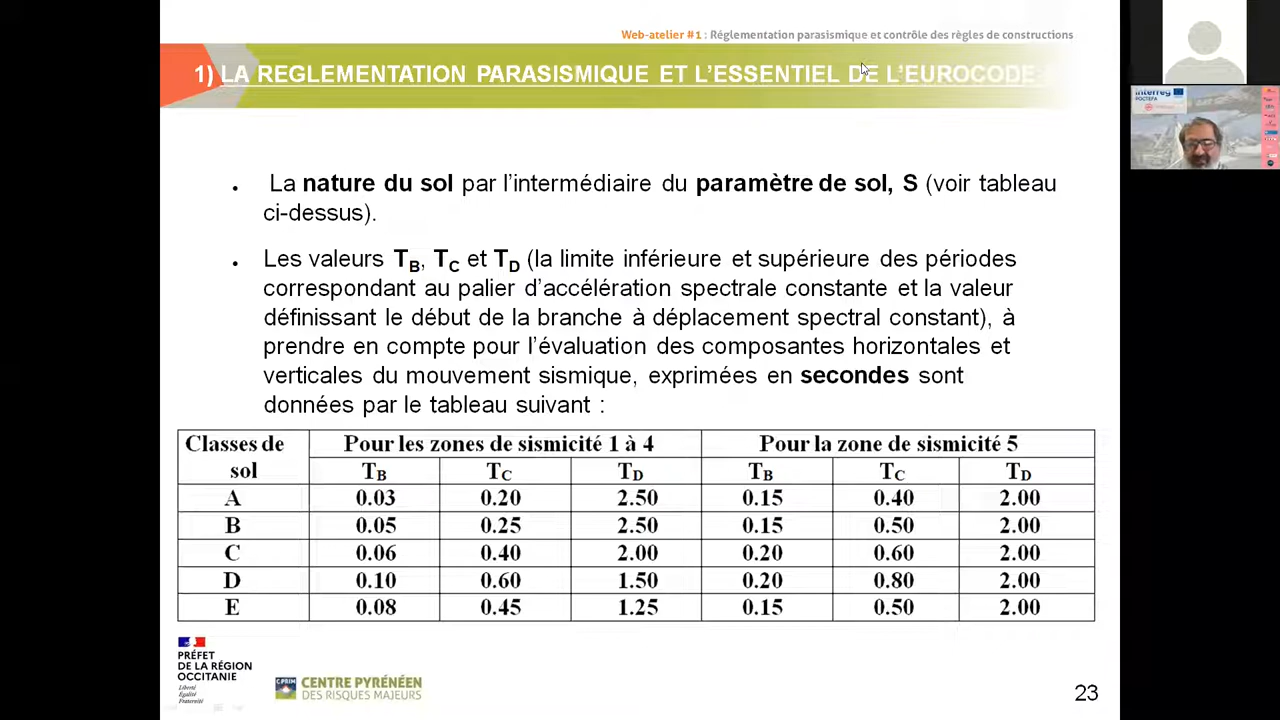 Web-atelier #1 : Réglementation parasismique et contrôle des règles de constructions
1) LA REGLEMENTATION PARASISMIQUE ET L’ESSENTIEL DE L’EUROCODE
La nature du sol par l’intermédiaire du paramètre de sol, S (voir tableau
ci-dessus).
Les valeurs TB, TC et TD (la limite inférieure et supérieure des périodes
correspondant au palier d’accélération spectrale constante et la valeur
définissant le début de la branche à déplacement spectral constant), à
prendre en compte pour l’évaluation des composantes horizontales et
verticales du mouvement sismique, exprimées en secondes sont
données par le tableau suivant :
Classes de sol Pour les zones de sismicité 1 à 4 Pour la zone de sismicité 5
TB TC TD TB TC TD
A 0.03 0.20 2.50 0.15 0.40 2.00
B 0.05 0.25 2.50 0.15 0.50 2.00
C 0.06 0.40 2.00 0.20 0.60 2.00
D 0.10 0.60 1.50 0.20 0.80 2.00
E 0.08 0.45 1.25 0.15 0.50 2.00
PRÉFET
DE LA RÉGION
OCCITANIE
Liberté
Égalité
Fraternité
CENTRE PYRÉNÉEN
DES RISQUES MAJEURS
23
Interreg
POCTEFA